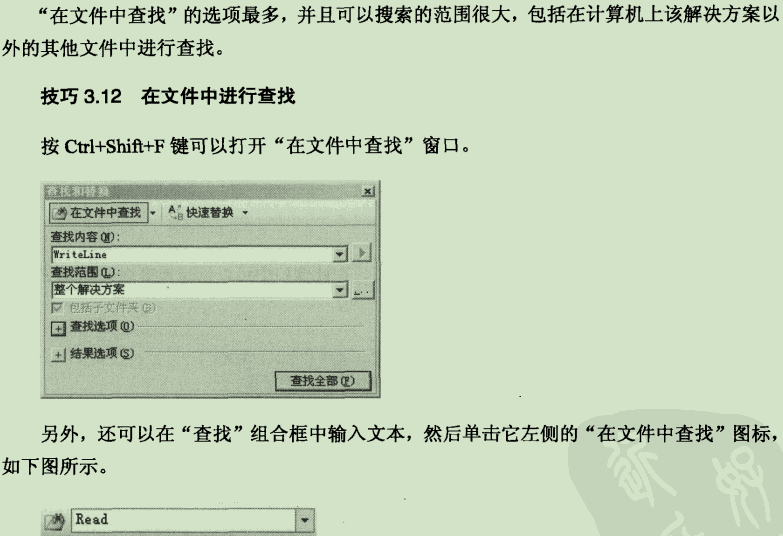 “在文件中查找”的选项最多，并且可以搜索的范围很大，包括在计算机上该解决方案以
外的其他文件中进行查找。
技巧 3.12 在文件中进行查找
按 Ctrl+Shift+F 键可以打开“在文件中查找”窗口。
查找和替换
在文件中查找 快速替换
查找内容(N):
WriteLine
查找范围(L):
整个解决方案
...
包括子文件夹(B)
+ 查找选项(O)
+ 结果选项(S)
查找全部(F)
另外，还可以在“查找”组合框中输入文本，然后单击它左侧的“在文件中查找”图标，
如下图所示。
Read